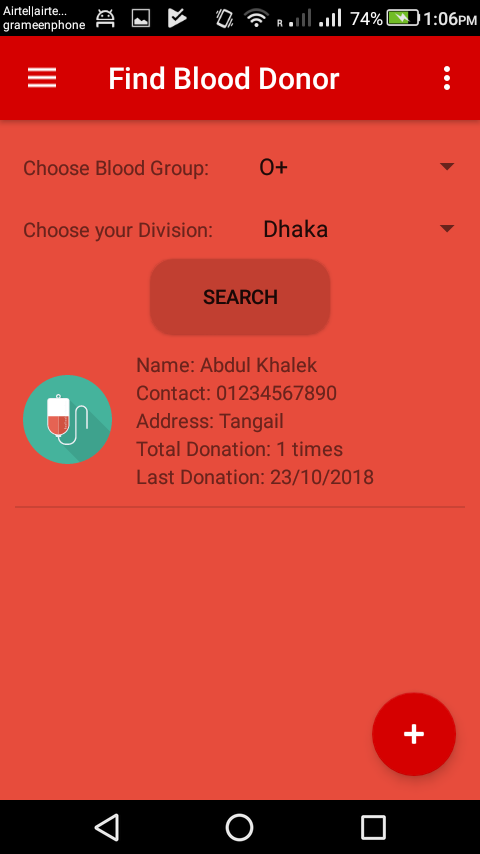 Airtel|airte...
grameenphone
R
74%
1:06PM
Find Blood Donor
Choose Blood Group: O+
Choose your Division: Dhaka
SEARCH
Name: Abdul Khalek
Contact: 01234567890
Address: Tangail
Total Donation: 1 times
Last Donation: 23/10/2018
+